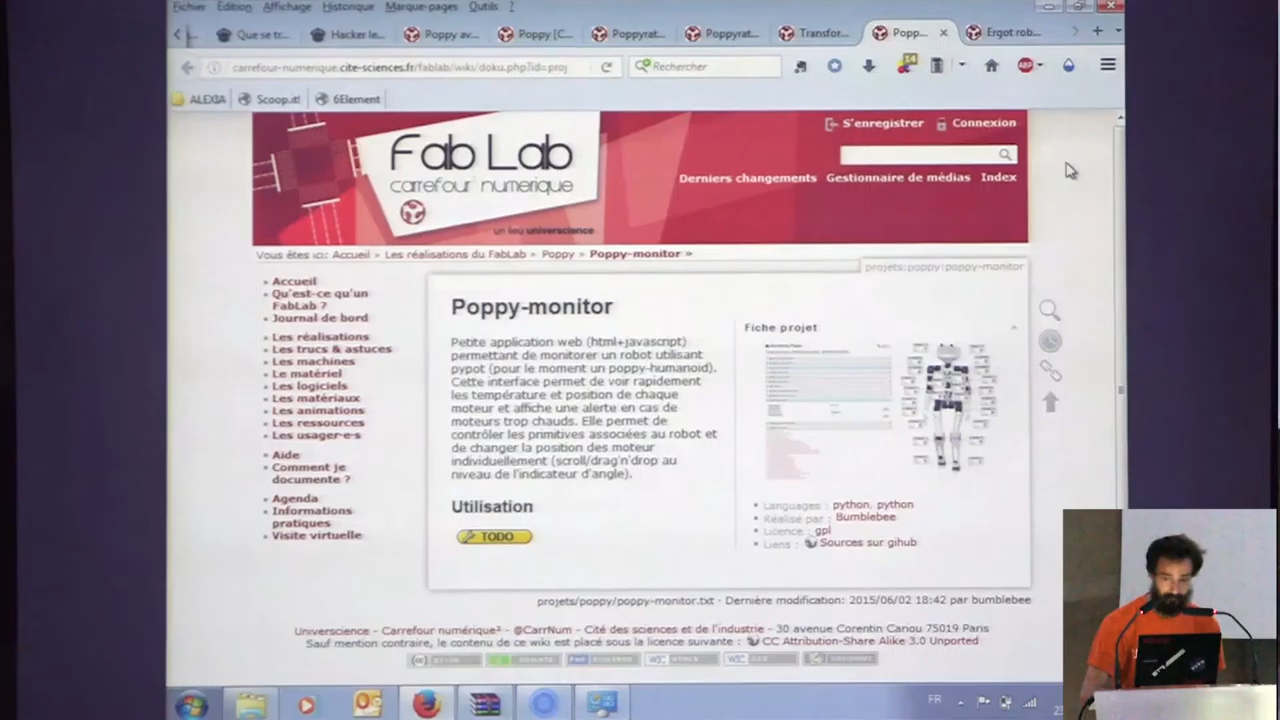 Fichier Édition Affichage Historique Marque-pages Outils ?
Que se tr... Hacker le... Poppy av... Poppy [C... Poppyrat... Poppyrat... Transfor... Popp... Ergot rob...
carrefour-numerique.cite-sciences.fr/fablab/wiki/doku.php?id=proj
Rechercher
ABP
ALEXIA Scoop.it! 6Element
Fab Lab
carrefour numerique
un lieu universcience
S'enregistrer Connexion
Derniers changements Gestionnaire de médias Index
Vous êtes ici: Accueil » Les réalisations du FabLab » Poppy » Poppy-monitor »
projets:poppy:poppy-monitor
Accueil
Qu'est-ce qu'un
FabLab ?
Journal de bord
Les réalisations
Les trucs & astuces
Les machines
Le matériel
Les logiciels
Les matériaux
Les animations
Les ressources
Les usager·e·s
Aide
Comment je
documente ?
Agenda
Informations
pratiques
Visite virtuelle
Poppy-monitor
Petite application web (html+javascript)
permettant de monitorer un robot utilisant
pypot (pour le moment un poppy-humanoid).
Cette interface permet de voir rapidement
les température et position de chaque
moteur et affiche une alerte en cas de
moteurs trop chauds. Elle permet de
contrôler les primitives associées au robot et
de changer la position des moteur
individuellement (scroll/drag'n'drop au
niveau de l'indicateur d'angle).
Utilisation
TODO
Fiche projet
Languages : python, python
Réalisé par : Bumblebee
Licence : gpl
Liens : Sources sur gihub
projets/poppy/poppy-monitor.txt · Dernière modification: 2015/06/02 18:42 par bumblebee
Universcience - Carrefour numérique² - @CarrNum - Cité des sciences et de l'industrie - 30 avenue Corentin Cariou 75019 Paris
Sauf mention contraire, le contenu de ce wiki est placé sous la licence suivante : CC Attribution-Share Alike 3.0 Unported
FR